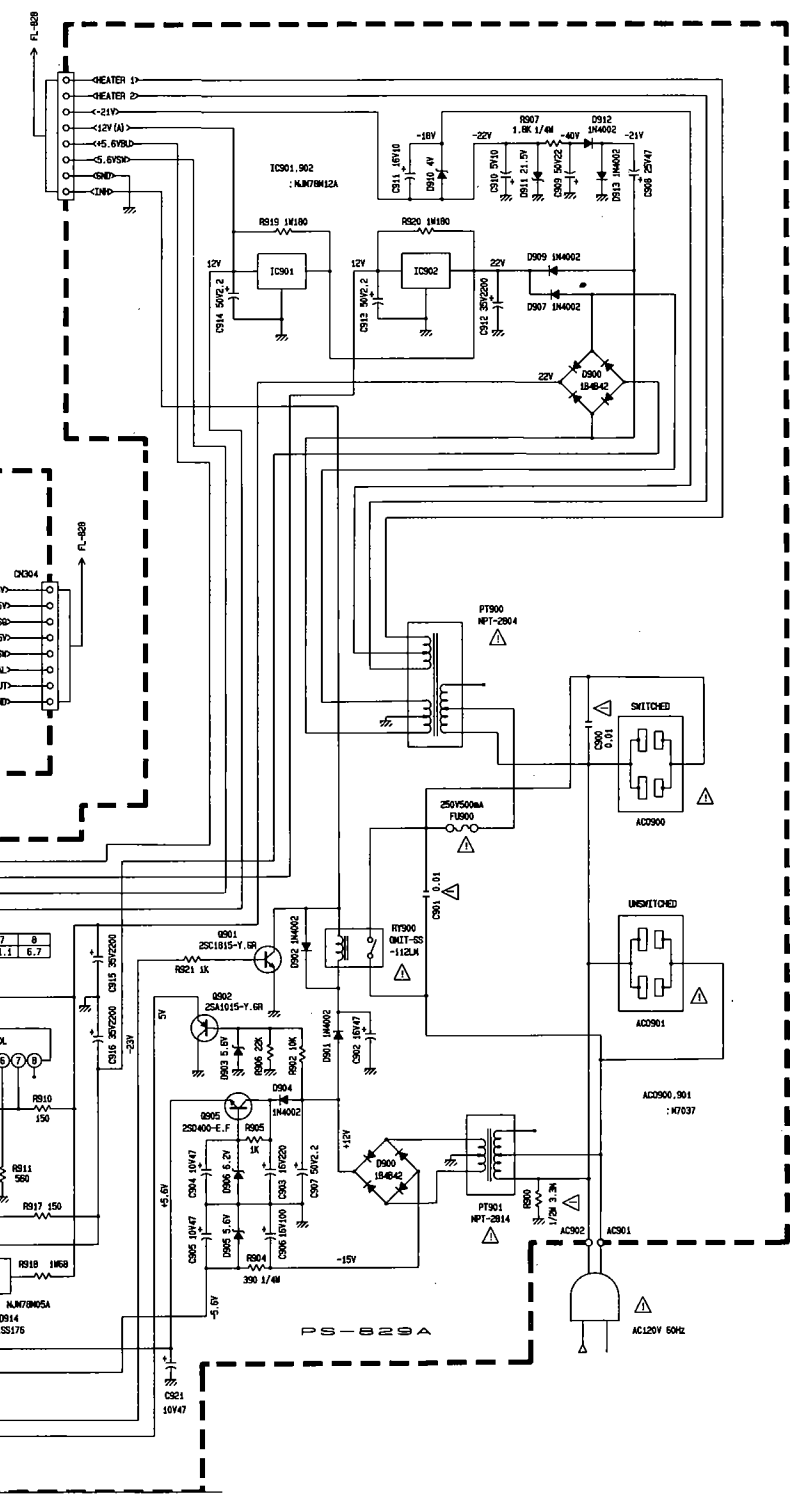 FL-828
<HEATER 1>
<HEATER 2>
<-21V>
<12V(A)>
<+5.6VBU>
<5.6VSW>
<GND>
<INH>
IC901,902
:NJM78M12A
C911 16V10
-18V
D910 4V
-22V
C910 5V10
R907
1.8K 1/4W
D911 21.5V
C909 50V22
-40V
D912
1N4002
D913 1N4002
-21V
C908 25V47
R919 1W180
12V
IC901
C914 50V2.2
R920 1W180
12V
IC902
C913 50V2.2
22V
C912 35V2200
D909 1N4002
D907 1N4002
22V
D900
1B4B42
FL-828
CN304
PT900
NPT-2804
C900
0.01
SWITCHED
ACO900
250V500mA
FU900
C901 0.01
UNSWITCHED
ACO901
ACO900,901
:M7037
7 8
6.7
Q901
2SC1815-Y,GR
R921 1K
D902 1N4002
RY900
OMIT-SS
-112LM
C915 35V2200
C916 35V2200
-23V
5V
Q902
2SA1015-Y,GR
D903 5.6V
R906 22K
R902 10K
D901 1N4002
C902 16V47
D904
1N4002
Q905
2SD400-E,F
R905
1K
C904 10V47
D906 6.2V
C903 16V220
C907 50V2.2
+12V
D900
1B4B42
+5.6V
C905 10V47
D905 5.6V
C906 16V100
R904
390 1/4W
-15V
-5.6V
PT901
NPT-2814
R900
1/2W 3.3M
AC902
AC901
AC120V 60Hz
6 7 8
R910
150
R911
560
R917 150
R918 1W68
NJM78M05A
D914
SS176
C921
10V47
PS-829A